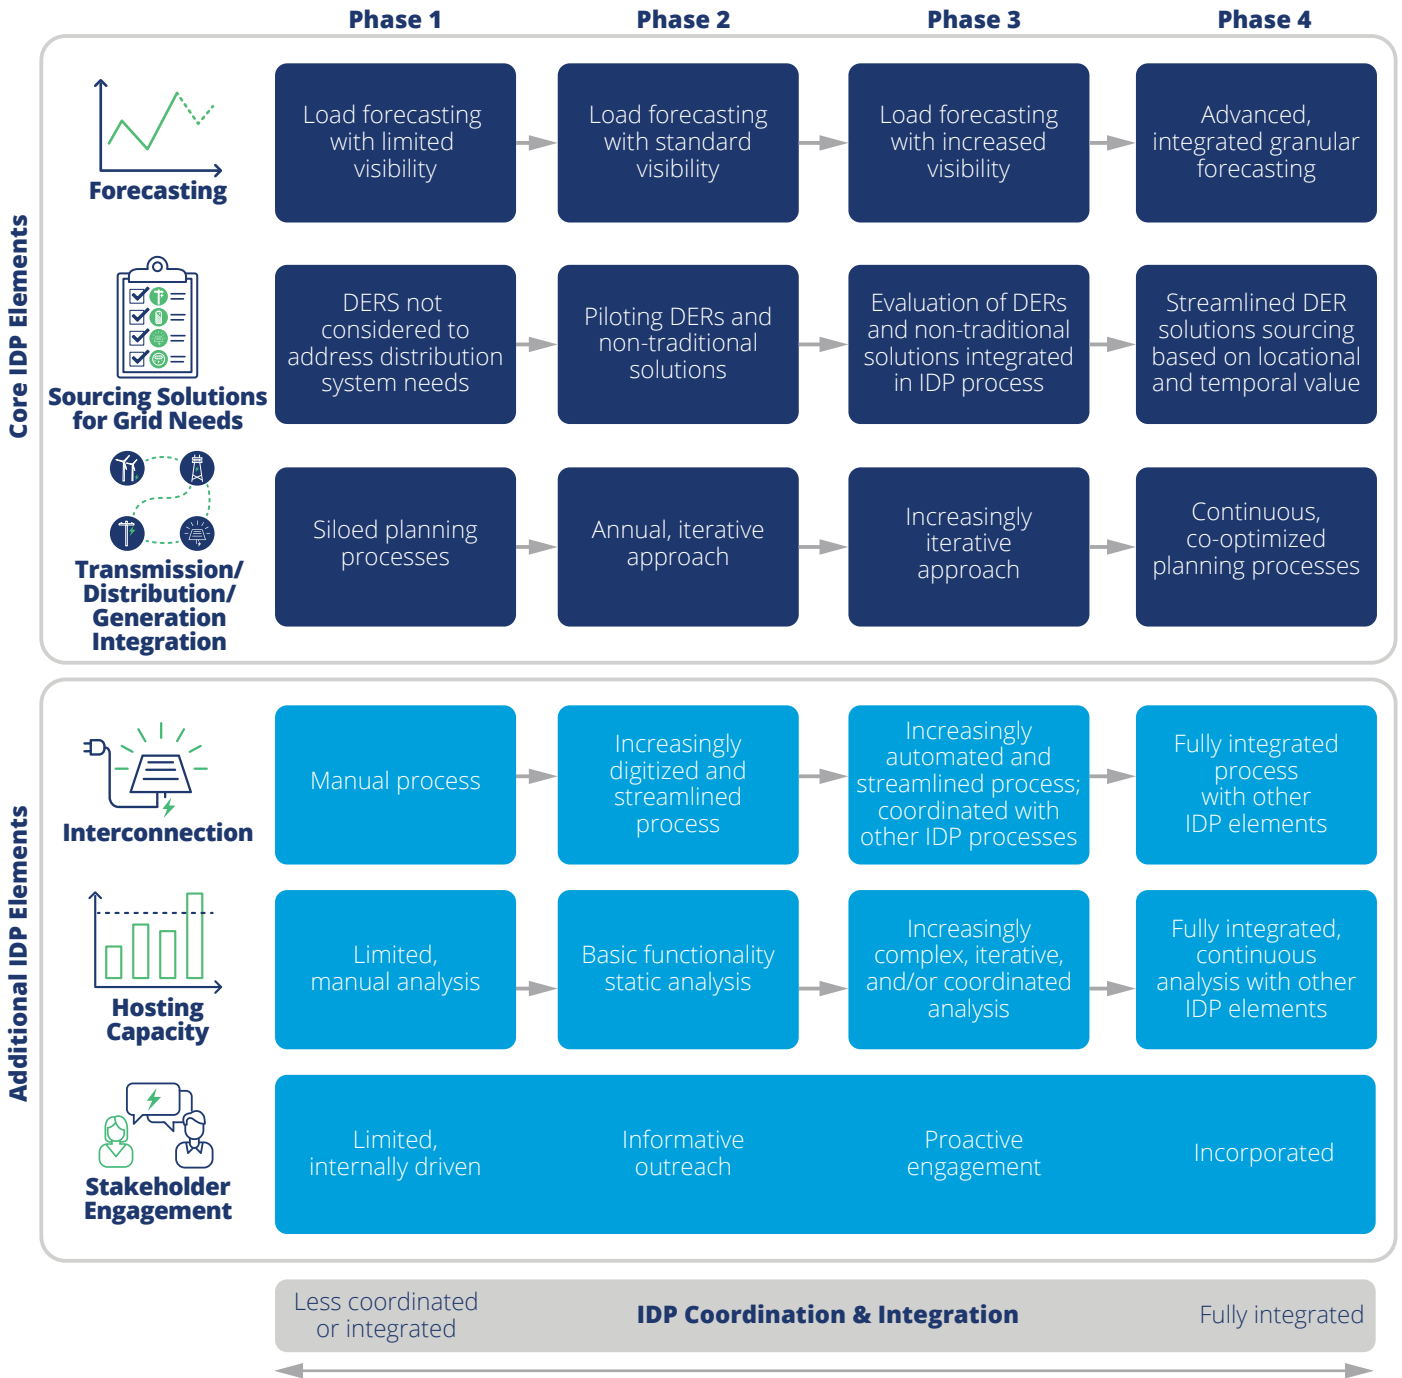 Phase 1
Phase 2
Phase 3
Phase 4
Core IDP Elements
Forecasting
Load forecasting
with limited
visibility
Load forecasting
with standard
visibility
Load forecasting
with increased
visibility
Advanced,
integrated granular
forecasting
Sourcing Solutions
for Grid Needs
DERS not
considered to
address distribution
system needs
Piloting DERs and
non-traditional
solutions
Evaluation of DERs
and non-traditional
solutions integrated
in IDP process
Streamlined DER
solutions sourcing
based on locational
and temporal value
Transmission/
Distribution/
Generation
Integration
Siloed planning
processes
Annual, iterative
approach
Increasingly
iterative
approach
Continuous,
co-optimized
planning processes
Additional IDP Elements
Interconnection
Manual process
Increasingly
digitized and
streamlined
process
Increasingly
automated and
streamlined process;
coordinated with
other IDP processes
Fully integrated
process
with other
IDP elements
Hosting
Capacity
Limited,
manual analysis
Basic functionality
static analysis
Increasingly
complex, iterative,
and/or coordinated
analysis
Fully integrated,
continuous
analysis with other
IDP elements
Stakeholder
Engagement
Limited,
internally driven
Informative
outreach
Proactive
engagement
Incorporated
Less coordinated
or integrated
IDP Coordination & Integration
Fully integrated